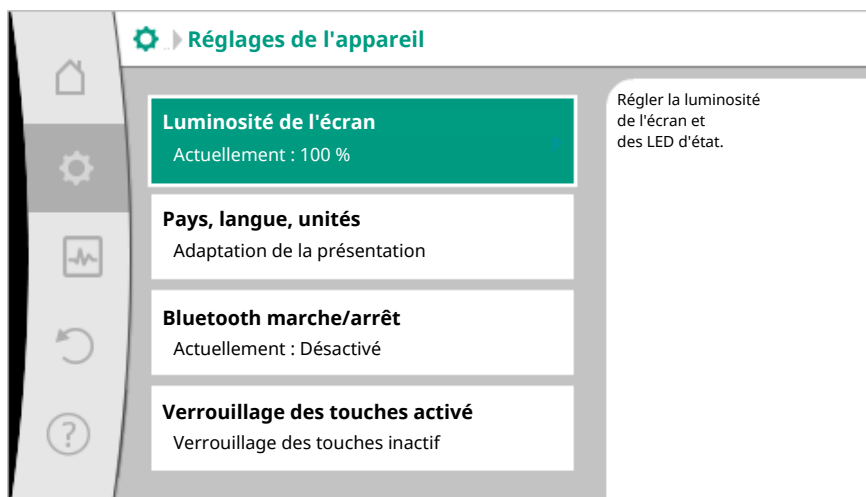 Réglages de l'appareil
Luminosité de l'écran
Actuellement : 100 %
Pays, langue, unités
Adaptation de la présentation
Bluetooth marche/arrêt
Actuellement : Désactivé
Verrouillage des touches activé
Verrouillage des touches inactif
Régler la luminosité
de l'écran et
des LED d'état.